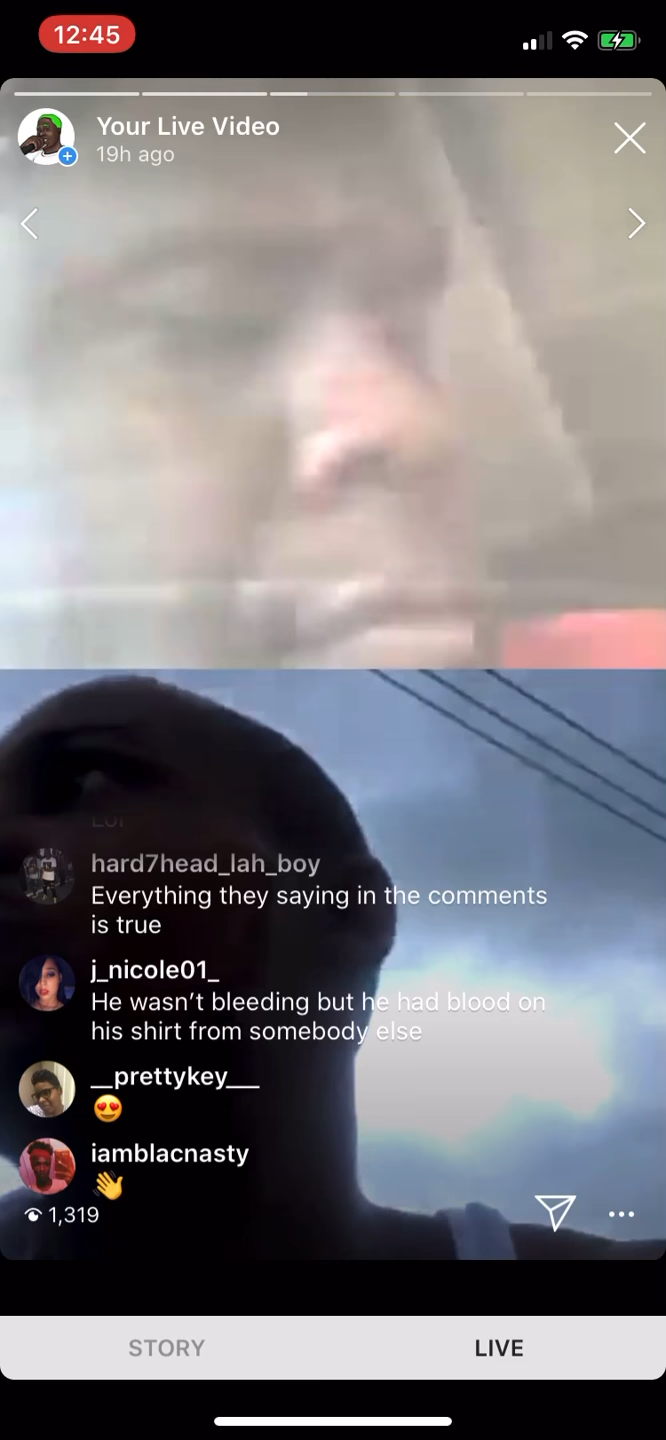 12:45
Your Live Video
19h ago
hard7head_lah_boy
Everything they saying in the comments
is true
j_nicole01_
He wasn't bleeding but he had blood on
his shirt from somebody else
__prettykey___
😍
iamblacnasty
👋
1,319
STORY LIVE